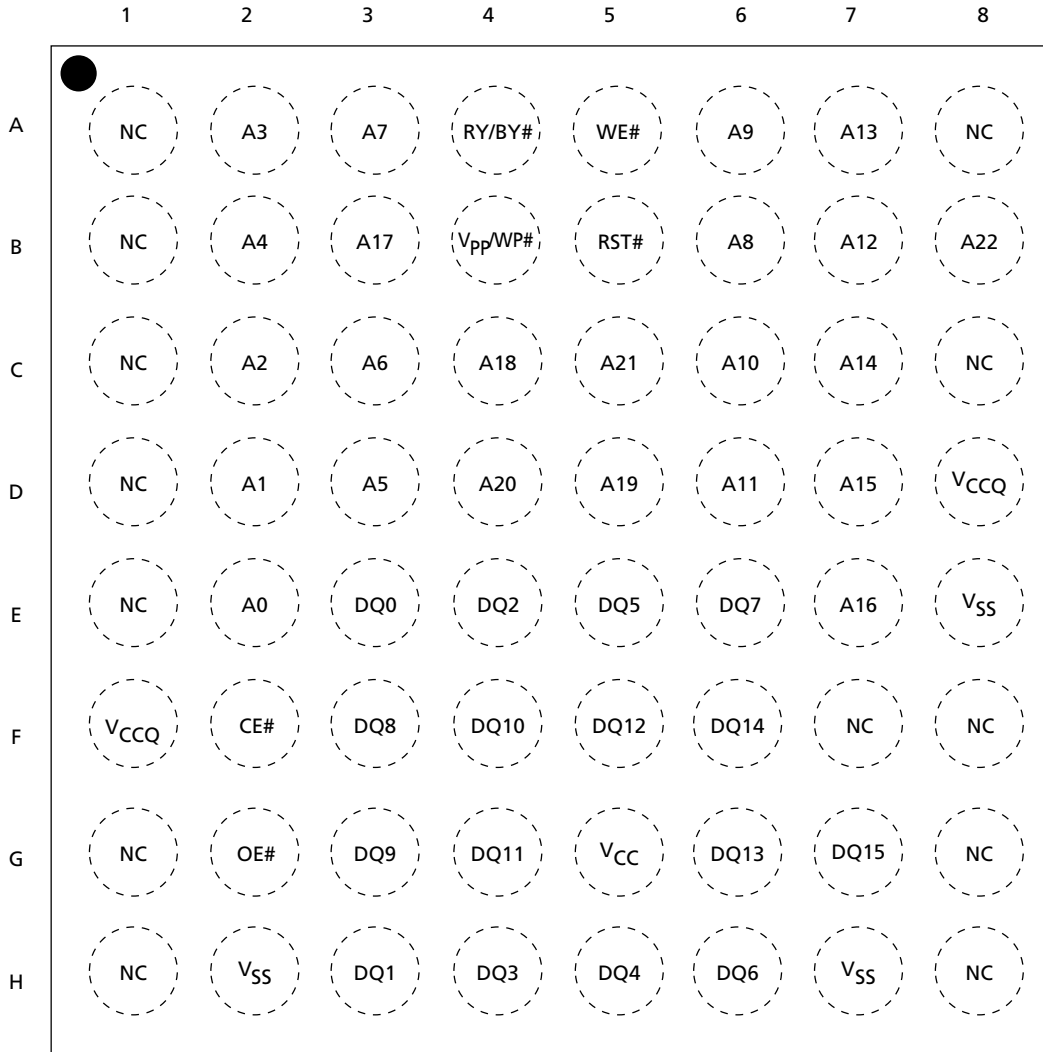 1 2 3 4 5 6 7 8
A NC A3 A7 RY/BY# WE# A9 A13 NC
B NC A4 A17 VPP/WP# RST# A8 A12 A22
C NC A2 A6 A18 A21 A10 A14 NC
D NC A1 A5 A20 A19 A11 A15 VCCQ
E NC A0 DQ0 DQ2 DQ5 DQ7 A16 VSS
F VCCQ CE# DQ8 DQ10 DQ12 DQ14 NC NC
G NC OE# DQ9 DQ11 VCC DQ13 DQ15 NC
H NC VSS DQ1 DQ3 DQ4 DQ6 VSS NC